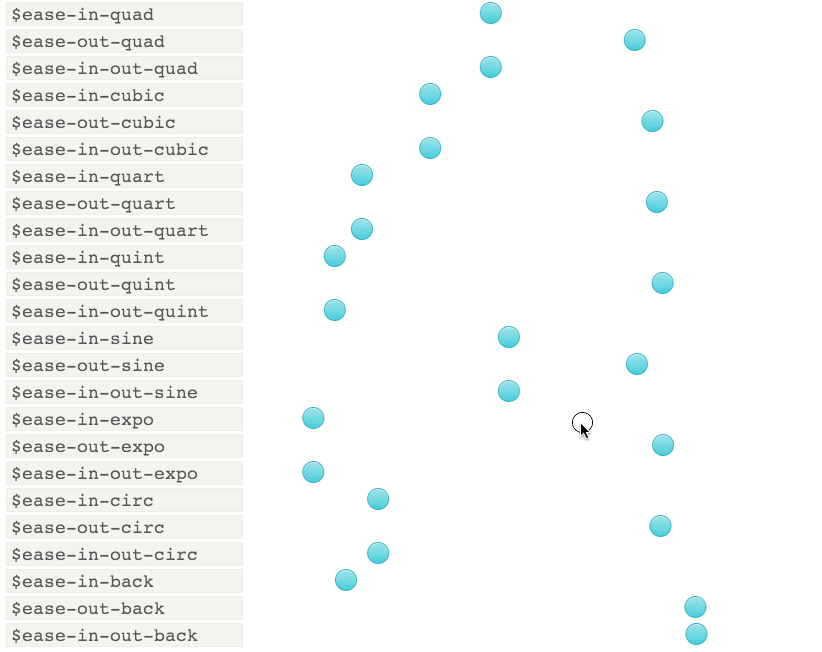 $ease-in-quad
$ease-out-quad
$ease-in-out-quad
$ease-in-cubic
$ease-out-cubic
$ease-in-out-cubic
$ease-in-quart
$ease-out-quart
$ease-in-out-quart
$ease-in-quint
$ease-out-quint
$ease-in-out-quint
$ease-in-sine
$ease-out-sine
$ease-in-out-sine
$ease-in-expo
$ease-out-expo
$ease-in-out-expo
$ease-in-circ
$ease-out-circ
$ease-in-out-circ
$ease-in-back
$ease-out-back
$ease-in-out-back